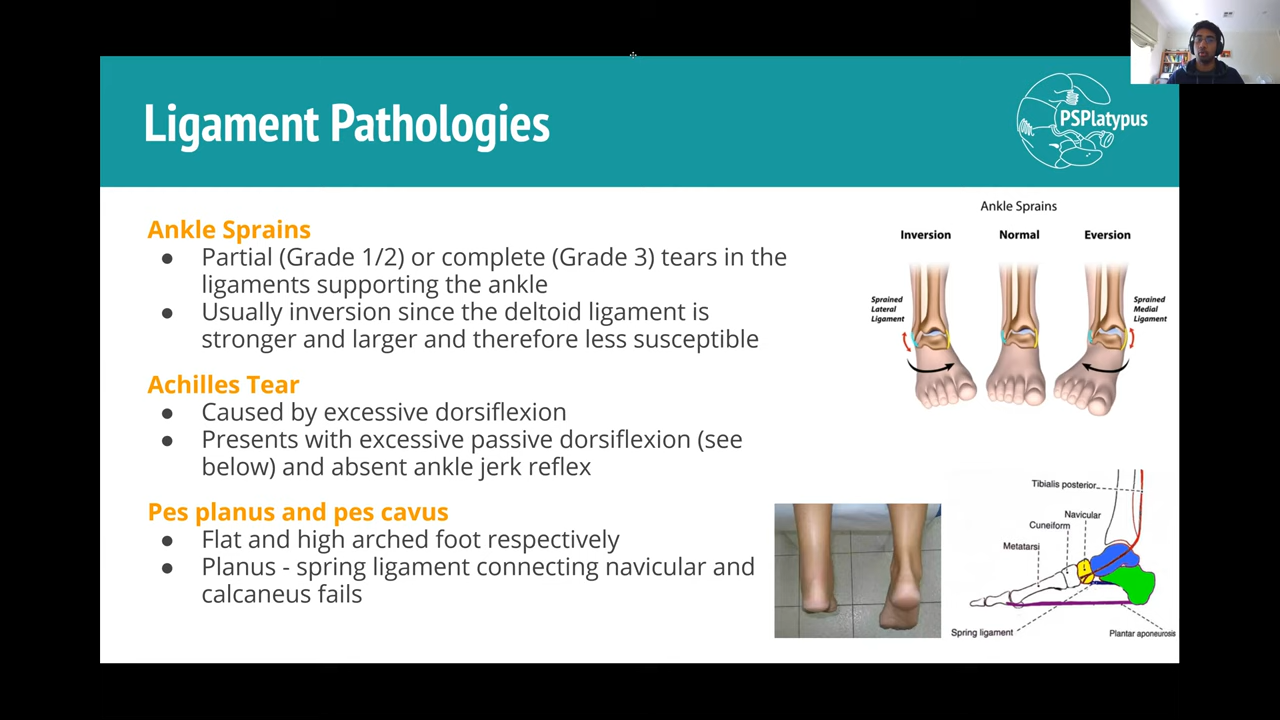 Ligament Pathologies
PSPlatypus
Ankle Sprains
● Partial (Grade 1/2) or complete (Grade 3) tears in the
ligaments supporting the ankle
● Usually inversion since the deltoid ligament is
stronger and larger and therefore less susceptible
Achilles Tear
● Caused by excessive dorsiflexion
● Presents with excessive passive dorsiflexion (see
below) and absent ankle jerk reflex
Pes planus and pes cavus
● Flat and high arched foot respectively
● Planus - spring ligament connecting navicular and
calcaneus fails
Ankle Sprains
Inversion
Normal
Eversion
Sprained
Lateral
Ligament
Sprained
Medial
Ligament
Tibialis posterior
Navicular
Cuneiform
Metatarsi
Spring ligament
Plantar aponeurosis